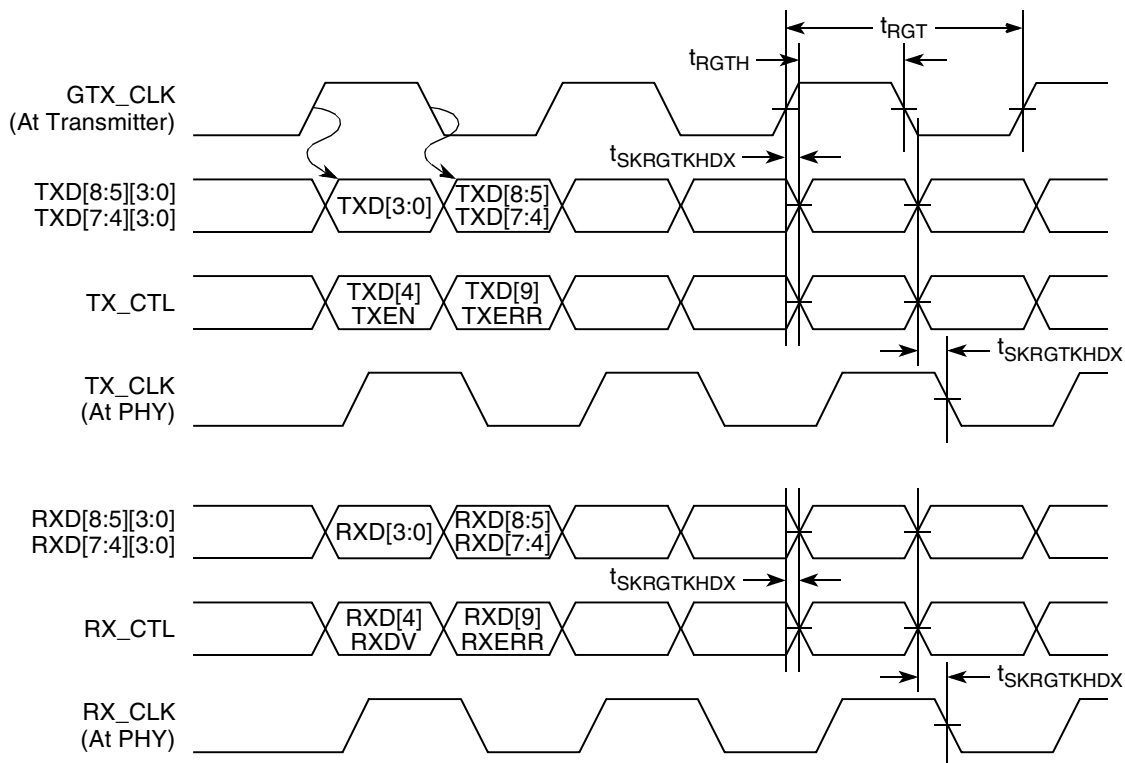 tRGT
tRGTH
GTX_CLK
(At Transmitter)
tSKRGTKHDX
TXD[8:5][3:0]
TXD[7:4][3:0]
TXD[3:0]
TXD[8:5]
TXD[7:4]
TX_CTL
TXD[4]
TXEN
TXD[9]
TXERR
tSKRGTKHDX
TX_CLK
(At PHY)
RXD[8:5][3:0]
RXD[7:4][3:0]
RXD[3:0]
RXD[8:5]
RXD[7:4]
tSKRGTKHDX
RX_CTL
RXD[4]
RXDV
RXD[9]
RXERR
tSKRGTKHDX
RX_CLK
(At PHY)